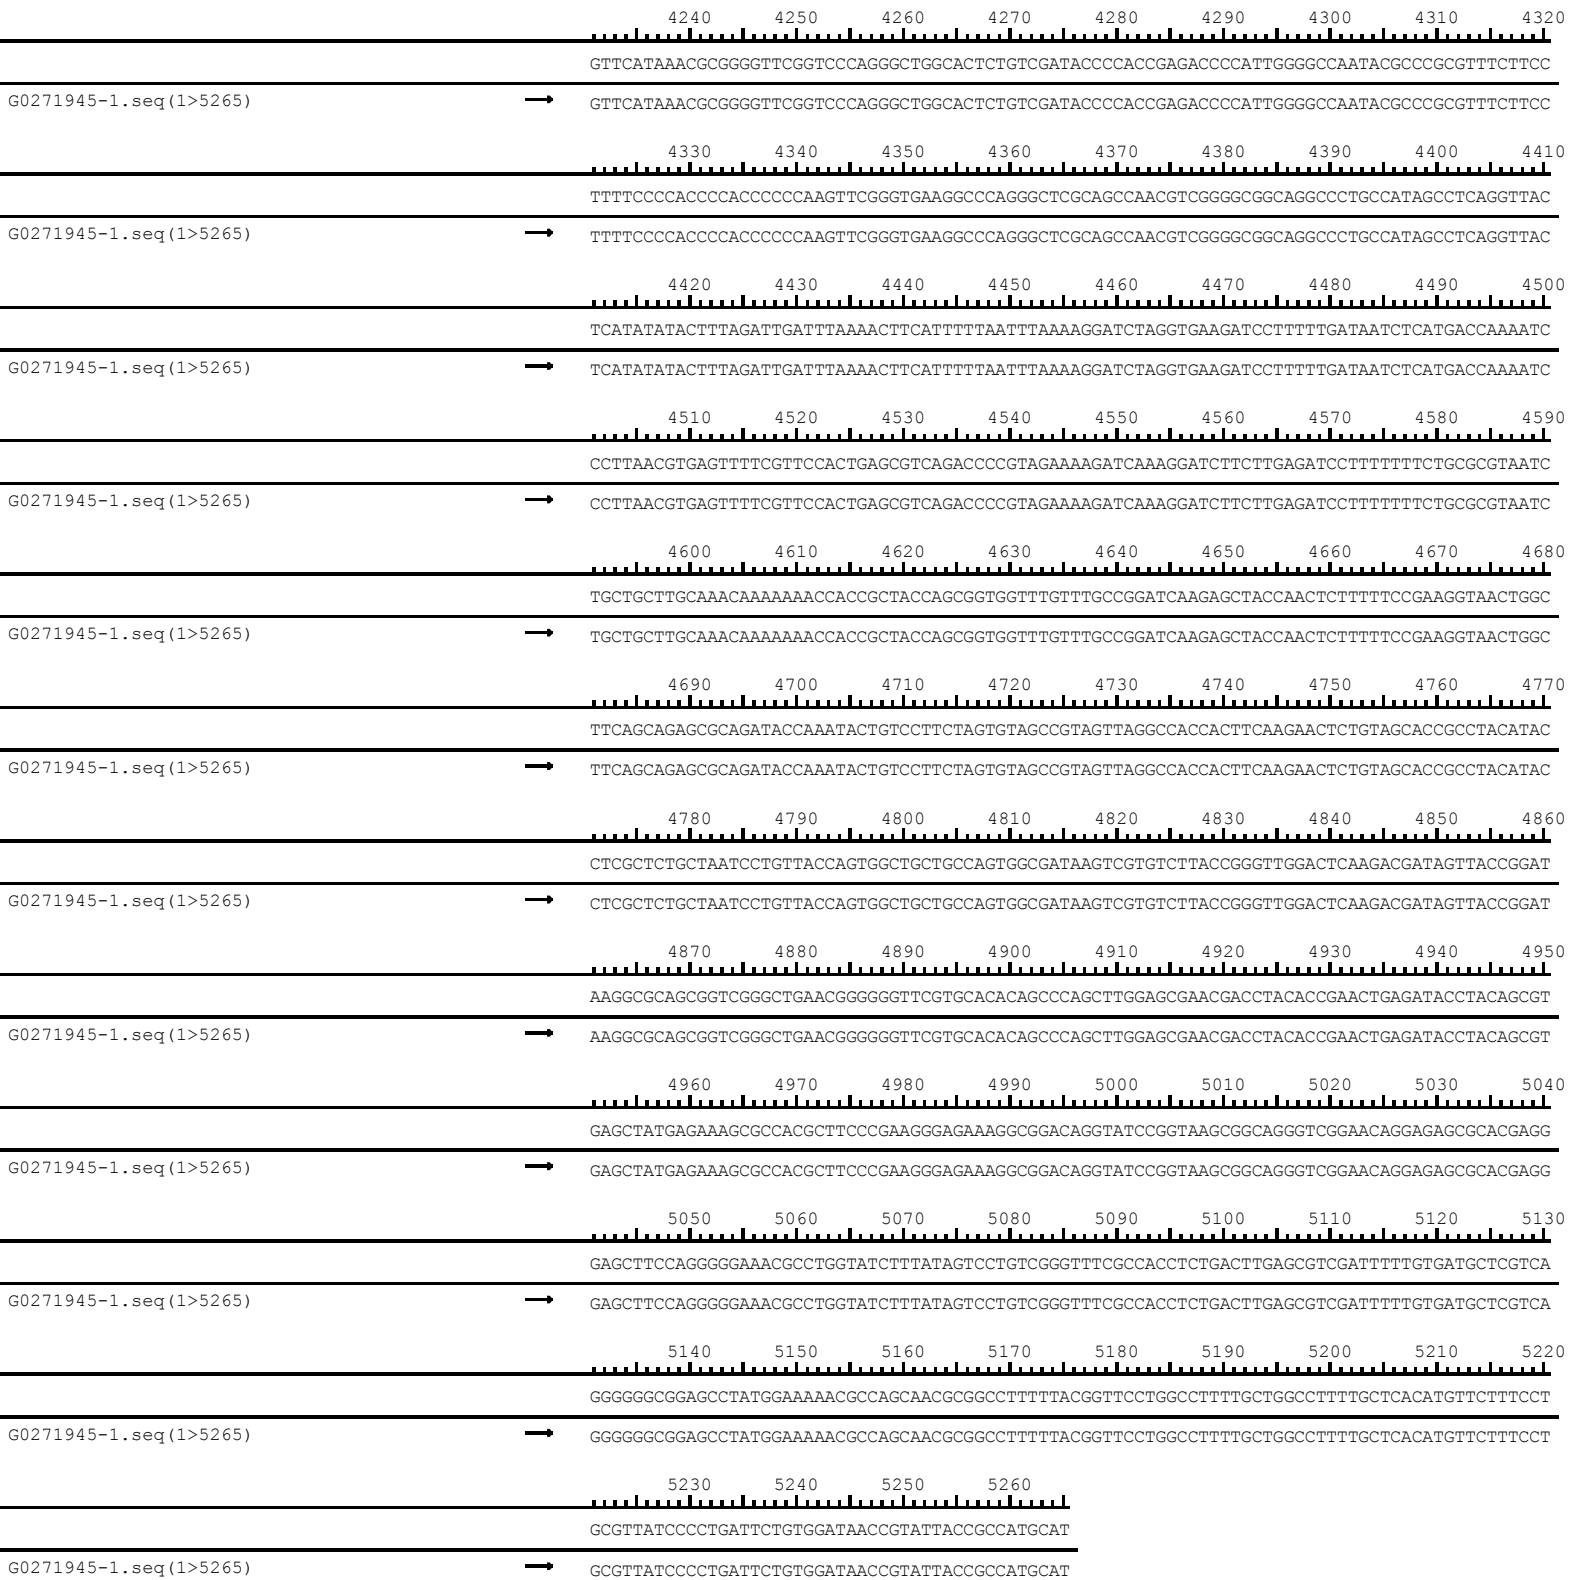 4240 4250 4260 4270 4280 4290 4300 4310 4320
GTTCATAAACGCGGGGTTCGGTCCCAGGGCTGGCACTCTGTCGATACCCCACCGAGACCCCATTGGGGCCAATACGCCCGCGTTTCTTCC
G0271945-1.seq(1>5265) → GTTCATAAACGCGGGGTTCGGTCCCAGGGCTGGCACTCTGTCGATACCCCACCGAGACCCCATTGGGGCCAATACGCCCGCGTTTCTTCC
4330 4340 4350 4360 4370 4380 4390 4400 4410
TTTTCCCCACCCCACCCCCCAAGTTCGGGTGAAGGCCCAGGGCTCGCAGCCAACGTCGGGGCGGCAGGCCCTGCCATAGCCTCAGGTTAC
G0271945-1.seq(1>5265) → TTTTCCCCACCCCACCCCCCAAGTTCGGGTGAAGGCCCAGGGCTCGCAGCCAACGTCGGGGCGGCAGGCCCTGCCATAGCCTCAGGTTAC
4420 4430 4440 4450 4460 4470 4480 4490 4500
TCATATATACTTTAGATTGATTTAAAACTTCATTTTTAATTTAAAAGGATCTAGGTGAAGATCCTTTTTGATAATCTCATGACCAAAATC
G0271945-1.seq(1>5265) → TCATATATACTTTAGATTGATTTAAAACTTCATTTTTAATTTAAAAGGATCTAGGTGAAGATCCTTTTTGATAATCTCATGACCAAAATC
4510 4520 4530 4540 4550 4560 4570 4580 4590
CCTTAACGTGAGTTTTCGTTCCACTGAGCGTCAGACCCCGTAGAAAAGATCAAAGGATCTTCTTGAGATCCTTTTTTTCTGCGCGTAATC
G0271945-1.seq(1>5265) → CCTTAACGTGAGTTTTCGTTCCACTGAGCGTCAGACCCCGTAGAAAAGATCAAAGGATCTTCTTGAGATCCTTTTTTTCTGCGCGTAATC
4600 4610 4620 4630 4640 4650 4660 4670 4680
TGCTGCTTGCAAACAAAAAAACCACCGCTACCAGCGGTGGTTTGTTTGCCGGATCAAGAGCTACCAACTCTTTTTCCGAAGGTAACTGGC
G0271945-1.seq(1>5265) → TGCTGCTTGCAAACAAAAAAACCACCGCTACCAGCGGTGGTTTGTTTGCCGGATCAAGAGCTACCAACTCTTTTTCCGAAGGTAACTGGC
4690 4700 4710 4720 4730 4740 4750 4760 4770
TTCAGCAGAGCGCAGATACCAAATACTGTCCTTCTAGTGTAGCCGTAGTTAGGCCACCACTTCAAGAACTCTGTAGCACCGCCTACATAC
G0271945-1.seq(1>5265) → TTCAGCAGAGCGCAGATACCAAATACTGTCCTTCTAGTGTAGCCGTAGTTAGGCCACCACTTCAAGAACTCTGTAGCACCGCCTACATAC
4780 4790 4800 4810 4820 4830 4840 4850 4860
CTCGCTCTGCTAATCCTGTTACCAGTGGCTGCTGCCAGTGGCGATAAGTCGTGTCTTACCGGGTTGGACTCAAGACGATAGTTACCGGAT
G0271945-1.seq(1>5265) → CTCGCTCTGCTAATCCTGTTACCAGTGGCTGCTGCCAGTGGCGATAAGTCGTGTCTTACCGGGTTGGACTCAAGACGATAGTTACCGGAT
4870 4880 4890 4900 4910 4920 4930 4940 4950
AAGGCGCAGCGGTCGGGCTGAACGGGGGGTTCGTGCACACAGCCCAGCTTGGAGCGAACGACCTACACCGAACTGAGATACCTACAGCGT
G0271945-1.seq(1>5265) → AAGGCGCAGCGGTCGGGCTGAACGGGGGGTTCGTGCACACAGCCCAGCTTGGAGCGAACGACCTACACCGAACTGAGATACCTACAGCGT
4960 4970 4980 4990 5000 5010 5020 5030 5040
GAGCTATGAGAAAGCGCCACGCTTCCCGAAGGGAGAAAGGCGGACAGGTATCCGGTAAGCGGCAGGGTCGGAACAGGAGAGCGCACGAGG
G0271945-1.seq(1>5265) → GAGCTATGAGAAAGCGCCACGCTTCCCGAAGGGAGAAAGGCGGACAGGTATCCGGTAAGCGGCAGGGTCGGAACAGGAGAGCGCACGAGG
5050 5060 5070 5080 5090 5100 5110 5120 5130
GAGCTTCCAGGGGGAAACGCCTGGTATCTTTATAGTCCTGTCGGGTTTCGCCACCTCTGACTTGAGCGTCGATTTTTGTGATGCTCGTCA
G0271945-1.seq(1>5265) → GAGCTTCCAGGGGGAAACGCCTGGTATCTTTATAGTCCTGTCGGGTTTCGCCACCTCTGACTTGAGCGTCGATTTTTGTGATGCTCGTCA
5140 5150 5160 5170 5180 5190 5200 5210 5220
GGGGGGCGGAGCCTATGGAAAAACGCCAGCAACGCGGCCTTTTTACGGTTCCTGGCCTTTTGCTGGCCTTTTGCTCACATGTTCTTTCCT
G0271945-1.seq(1>5265) → GGGGGGCGGAGCCTATGGAAAAACGCCAGCAACGCGGCCTTTTTACGGTTCCTGGCCTTTTGCTGGCCTTTTGCTCACATGTTCTTTCCT
5230 5240 5250 5260
GCGTTATCCCCTGATTCTGTGGATAACCGTATTACCGCCATGCAT
G0271945-1.seq(1>5265) → GCGTTATCCCCTGATTCTGTGGATAACCGTATTACCGCCATGCAT